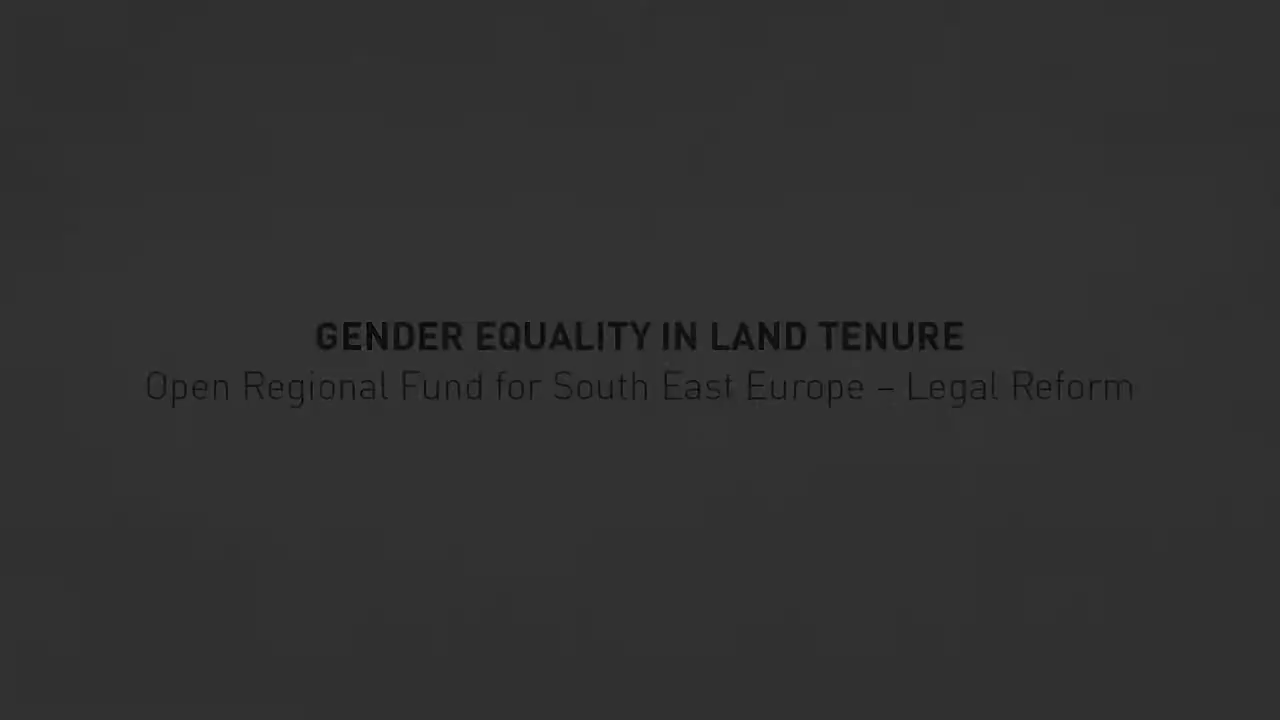 GENDER EQUALITY IN LAND TENURE
Open Regional Fund for South East Europe – Legal Reform